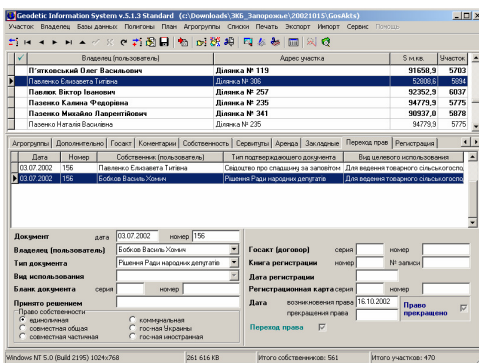 Geodetic Information System v.5.1.3 Standard (c:\Downloads\ЗКБ_Запорожье\20021015\GosAkts)
Участок Владелец Базы данных Полигоны План Агрогруппы Списки Печать Экспорт Импорт Сервис Помощь
Владелец (пользователь) Адрес участка S м.кв. Участок
П'ятковський Олег Васильович Ділянка № 119 91658,9 5703
Павленко Єлизавета Титівна Ділянка № 306 52808,6 5894
Павлюк Віктор Іванович Ділянка № 257 92352,9 6037
Пазенко Калина Федорівна Ділянка № 235 94779,9 5775
Пазенко Михайло Лаврентійович Ділянка № 341 90937,0 5878
Пазенко Наталія Василівна Ділянка № 235 94779,9 5775
Агрогруппы Дополнительно Госакт Коментарии Собственность Сервитуты Аренда Закладные Переход прав Регистрация
Дата Номер Собственник (пользователь) Тип подтверждающего документа Вид целевого использования
03.07.2002 156 Павленко Єлизавета Титівна Свідоцтво про спадщину за заповітом Для ведення товарного сільськогоспо
03.07.2002 156 Бобков Василь Хомич Рішення Ради народних депутатів Для ведення товарного сільськогоспо
Документ дата 03.07.2002 номер 156
Владелец (пользователь) Бобков Василь Хомич
Тип документа Рішення Ради народних депутатів
Вид использования
Бланк документа серия номер
Принято решением
Право собственности
единоличная
совместная общая
совместная частичная
коммунальная
гос-ная Украины
гос-ная иностранная
Госакт (договор) серия номер
Книга регистрации номер № записи
Дата регистрации
Регистрационная карта серия номер
Дата возникновения права 16.10.2002
прекращения права
Право прекращено
Переход права
Windows NT 5.0 (Build 2195) 1024x768 261 616 KB Итого собственников: 561 Итого участков: 470